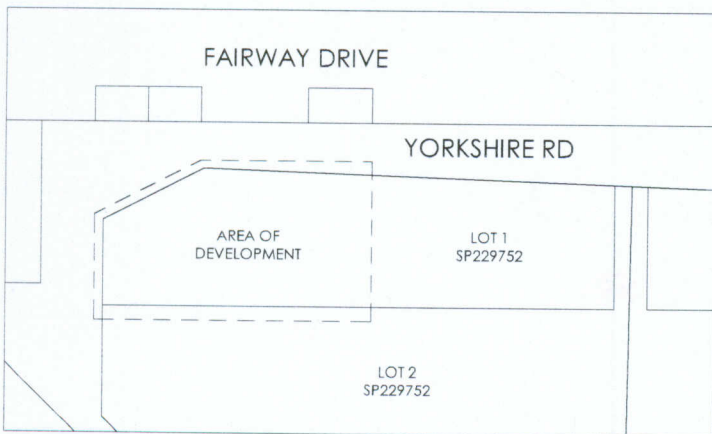 FAIRWAY DRIVE
YORKSHIRE RD
AREA OF
DEVELOPMENT
LOT 1
SP229752
LOT 2
SP229752